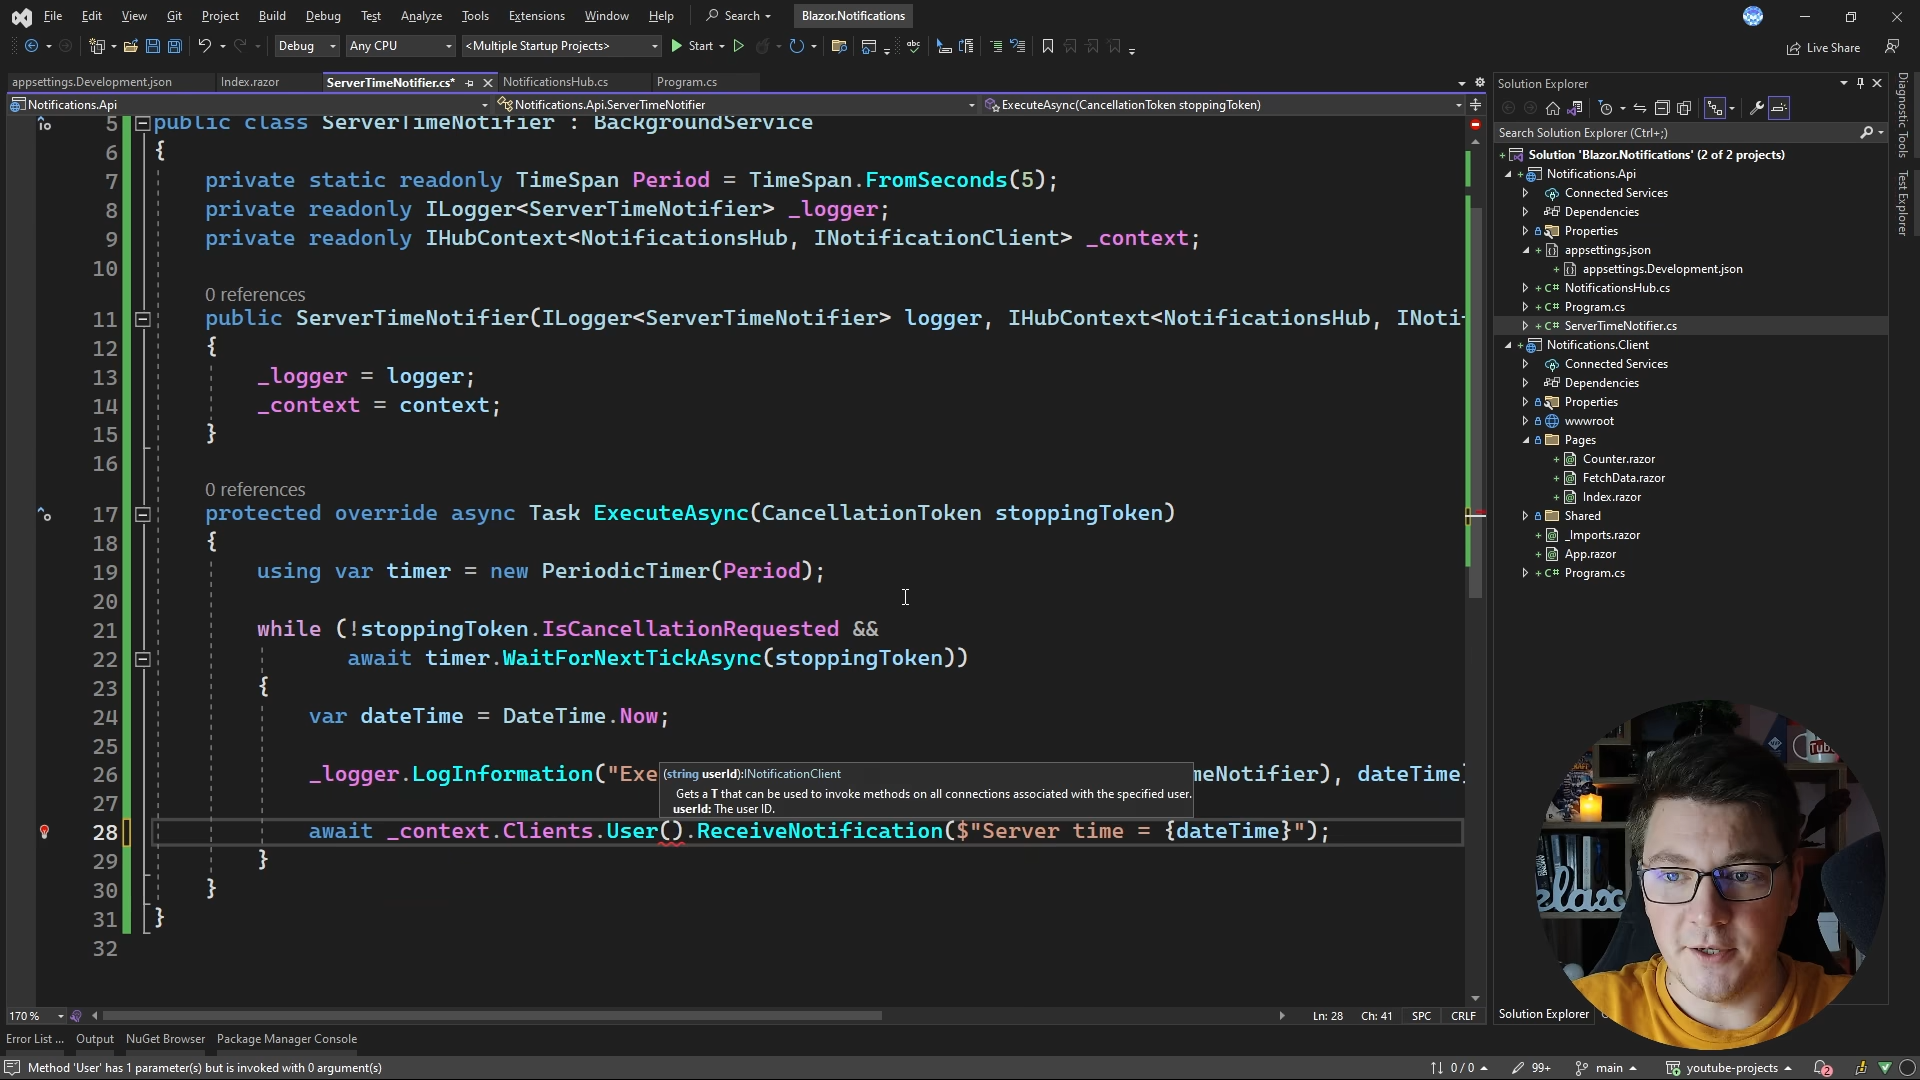 File Edit View Git Project Build Debug Test Analyze Tools Extensions Window Help Search Blazor.Notifications
Debug Any CPU <Multiple Startup Projects> Start Live Share
appsettings.Development.json Index.razor ServerTimeNotifier.cs* NotificationsHub.cs Program.cs
Notifications.Api Notifications.Api.ServerTimeNotifier ExecuteAsync(CancellationToken stoppingToken)
5 public class ServerTimeNotifier : BackgroundService
6 {
7 private static readonly TimeSpan Period = TimeSpan.FromSeconds(5);
8 private readonly ILogger<ServerTimeNotifier> _logger;
9 private readonly IHubContext<NotificationsHub, INotificationClient> _context;
10
0 references
11 public ServerTimeNotifier(ILogger<ServerTimeNotifier> logger, IHubContext<NotificationsHub, INoti
12 {
13 _logger = logger;
14 _context = context;
15 }
16
0 references
17 protected override async Task ExecuteAsync(CancellationToken stoppingToken)
18 {
19 using var timer = new PeriodicTimer(Period);
20
21 while (!stoppingToken.IsCancellationRequested &&
22 await timer.WaitForNextTickAsync(stoppingToken))
23 {
24 var dateTime = DateTime.Now;
25
26 _logger.LogInformation("Exe meNotifier), dateTime
(string userId):INotificationClient
Gets a T that can be used to invoke methods on all connections associated with the specified user.
userId: The user ID.
27
28 await _context.Clients.User().ReceiveNotification($"Server time = {dateTime}");
29 }
30 }
31 }
32
170 % Ln: 28 Ch: 41 SPC CRLF
Error List ... Output NuGet Browser Package Manager Console
Method 'User' has 1 parameter(s) but is invoked with 0 argument(s) 0 / 0 99+ main youtube-projects 2
Solution Explorer
Search Solution Explorer (Ctrl+;)
Solution 'Blazor.Notifications' (2 of 2 projects)
Notifications.Api
Connected Services
Dependencies
Properties
appsettings.json
appsettings.Development.json
C# NotificationsHub.cs
C# Program.cs
C# ServerTimeNotifier.cs
Notifications.Client
Connected Services
Dependencies
Properties
wwwroot
Pages
Counter.razor
FetchData.razor
Index.razor
Shared
_Imports.razor
App.razor
C# Program.cs
Solution Explorer
Diagnostic Tools
Test Explorer
Tube
elax